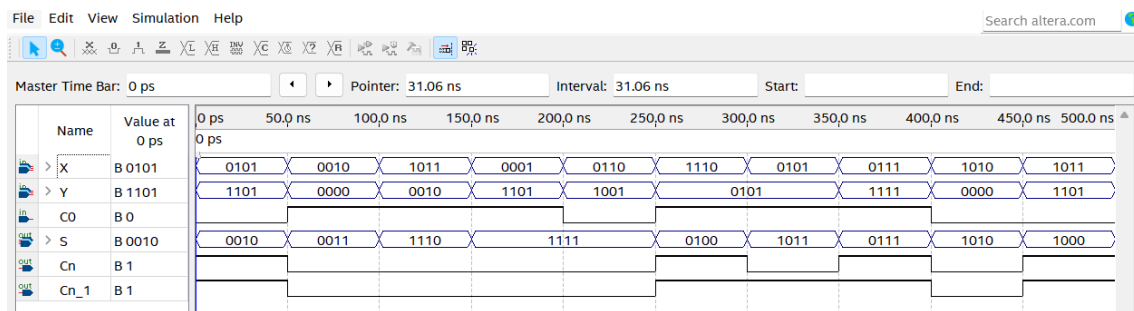 File Edit View Simulation Help
Search altera.com
Master Time Bar: 0 ps Pointer: 31.06 ns Interval: 31.06 ns Start: End:
Name Value at 0 ps
0 ps 50,0 ns 100,0 ns 150,0 ns 200,0 ns 250,0 ns 300,0 ns 350,0 ns 400,0 ns 450,0 ns 500.0 ns
0 ps
X B 0101 0101 0010 1011 0001 0110 1110 0101 0111 1010 1011
Y B 1101 1101 0000 0010 1101 1001 0101 1111 0000 1101
C0 B 0
S B 0010 0010 0011 1110 1111 0100 1011 0111 1010 1000
Cn B 1
Cn_1 B 1